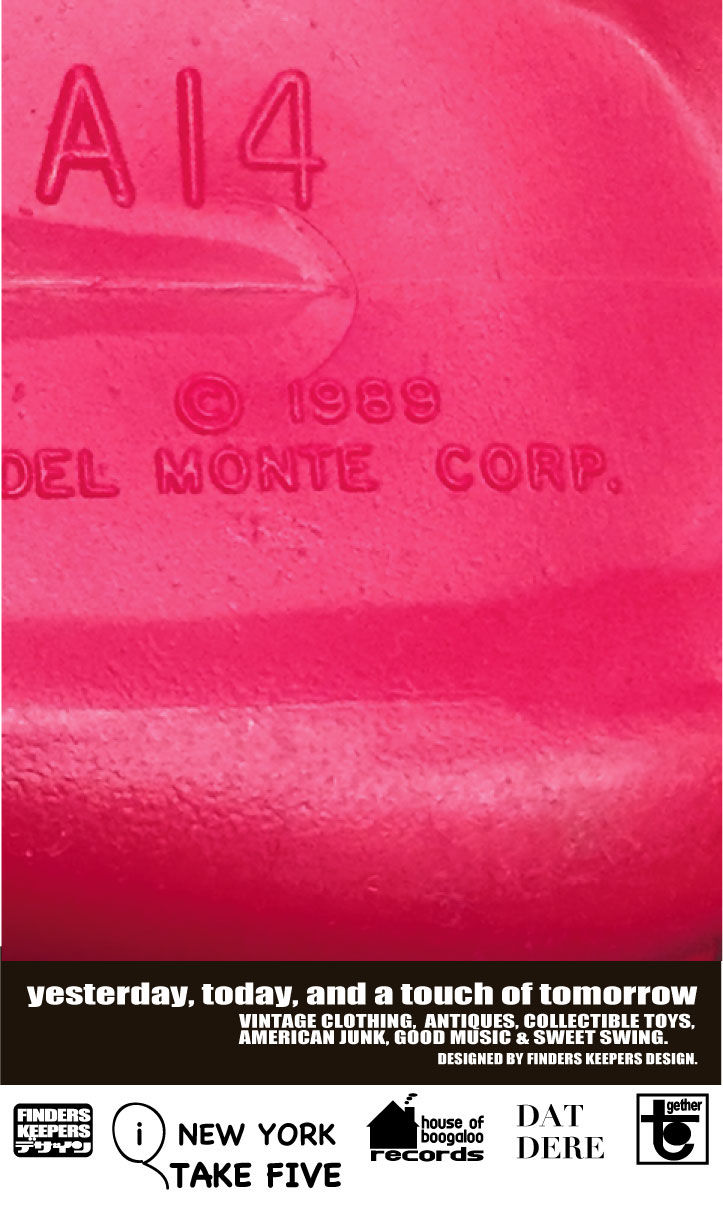 A14
© 1989
DEL MONTE CORP.
yesterday, today, and a touch of tomorrow
VINTAGE CLOTHING, ANTIQUES, COLLECTIBLE TOYS,
AMERICAN JUNK, GOOD MUSIC & SWEET SWING.
DESIGNED BY FINDERS KEEPERS DESIGN.
FINDERS
KEEPERS
デザイン
i
NEW YORK
TAKE FIVE
house of
boogaloo
records
DAT
DERE
tgether